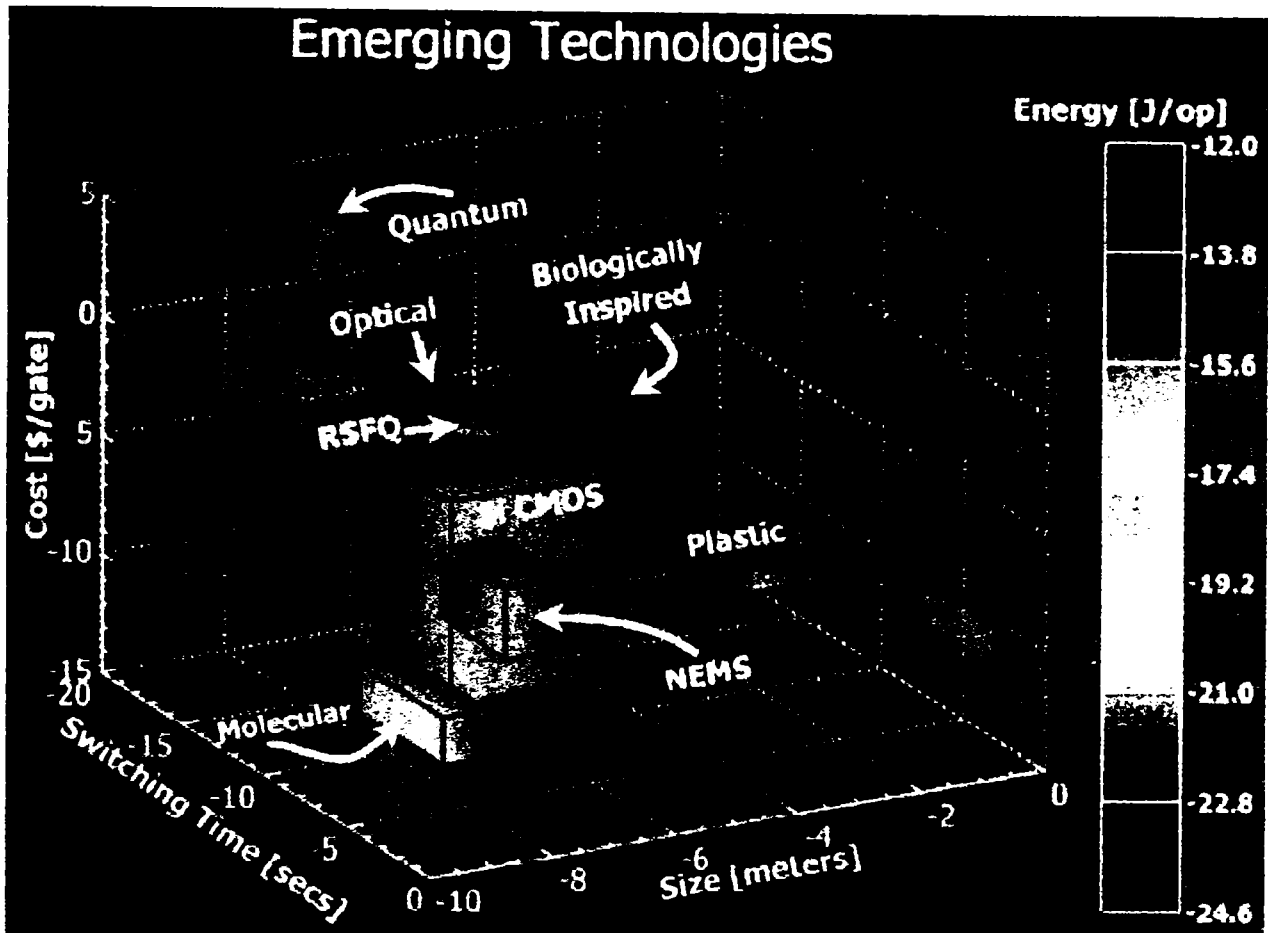 Emerging Technologies
Energy [J/op]
-12.0
-13.8
-15.6
-17.4
-19.2
-21.0
-22.8
-24.6
Quantum
Biologically
Inspired
Optical
RSFQ
CMOS
Plastic
NEMS
Molecular
Cost [$/gate]
5
0
5
-10
-15
Switching Time [secs]
-20
-15
-10
-5
0
Size [meters]
-10
-8
-6
-4
-2
0